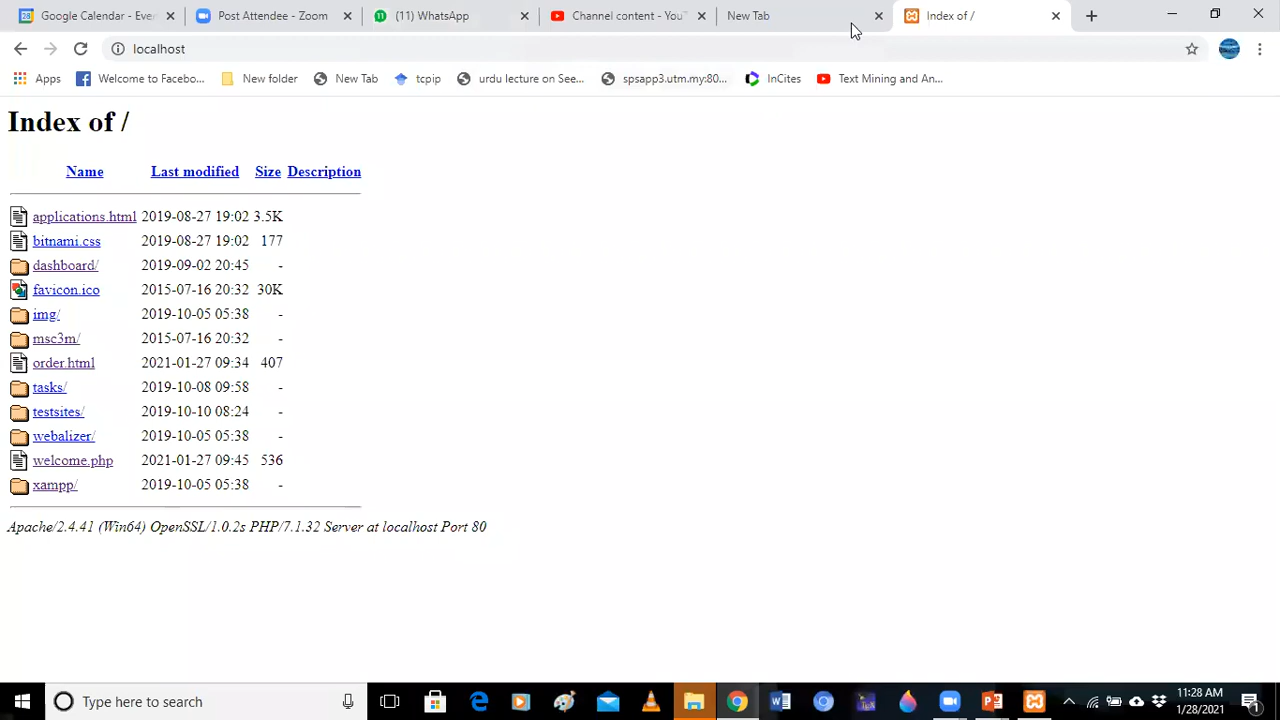 Google Calendar - Ever
Post Attendee - Zoom
(11) WhatsApp
Channel content - YouT
New Tab
Index of /
localhost
Apps
Welcome to Facebo...
New folder
New Tab
tcpip
urdu lecture on See...
spsapp3.utm.my:80...
InCites
Text Mining and An...
Index of /
Name Last modified Size Description
applications.html 2019-08-27 19:02 3.5K
bitnami.css 2019-08-27 19:02 177
dashboard/ 2019-09-02 20:45 -
favicon.ico 2015-07-16 20:32 30K
img/ 2019-10-05 05:38 -
msc3m/ 2015-07-16 20:32 -
order.html 2021-01-27 09:34 407
tasks/ 2019-10-08 09:58 -
testsites/ 2019-10-10 08:24 -
webalizer/ 2019-10-05 05:38 -
welcome.php 2021-01-27 09:45 536
xampp/ 2019-10-05 05:38 -
Apache/2.4.41 (Win64) OpenSSL/1.0.2s PHP/7.1.32 Server at localhost Port 80
Type here to search
11:28 AM
1/28/2021